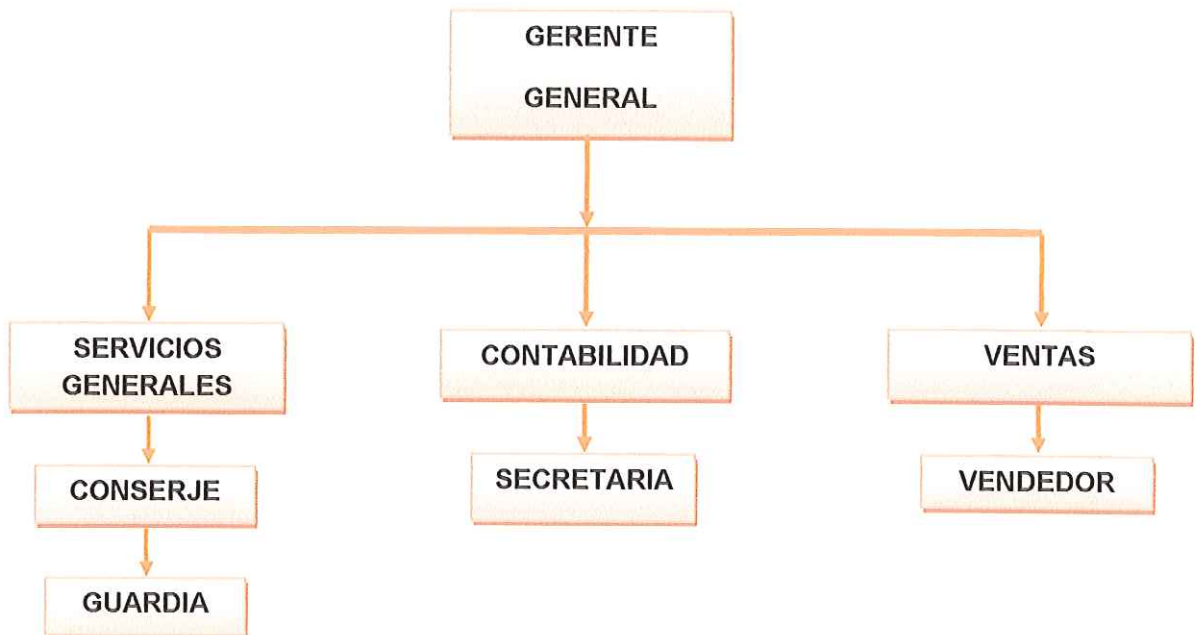 GERENTE
GENERAL
SERVICIOS
GENERALES
CONTABILIDAD
VENTAS
CONSERJE
SECRETARIA
VENDEDOR
GUARDIA